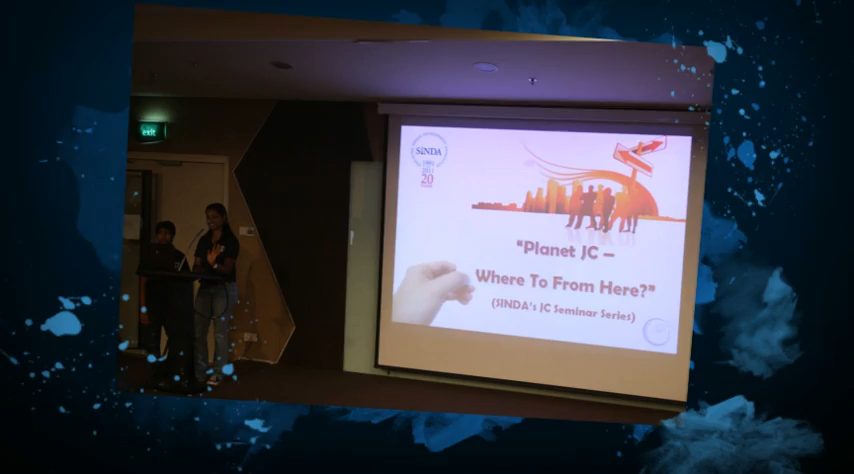 exit
SINDA
20
"Planet JC –
Where To From Here?"
(SINDA's JC Seminar Series)